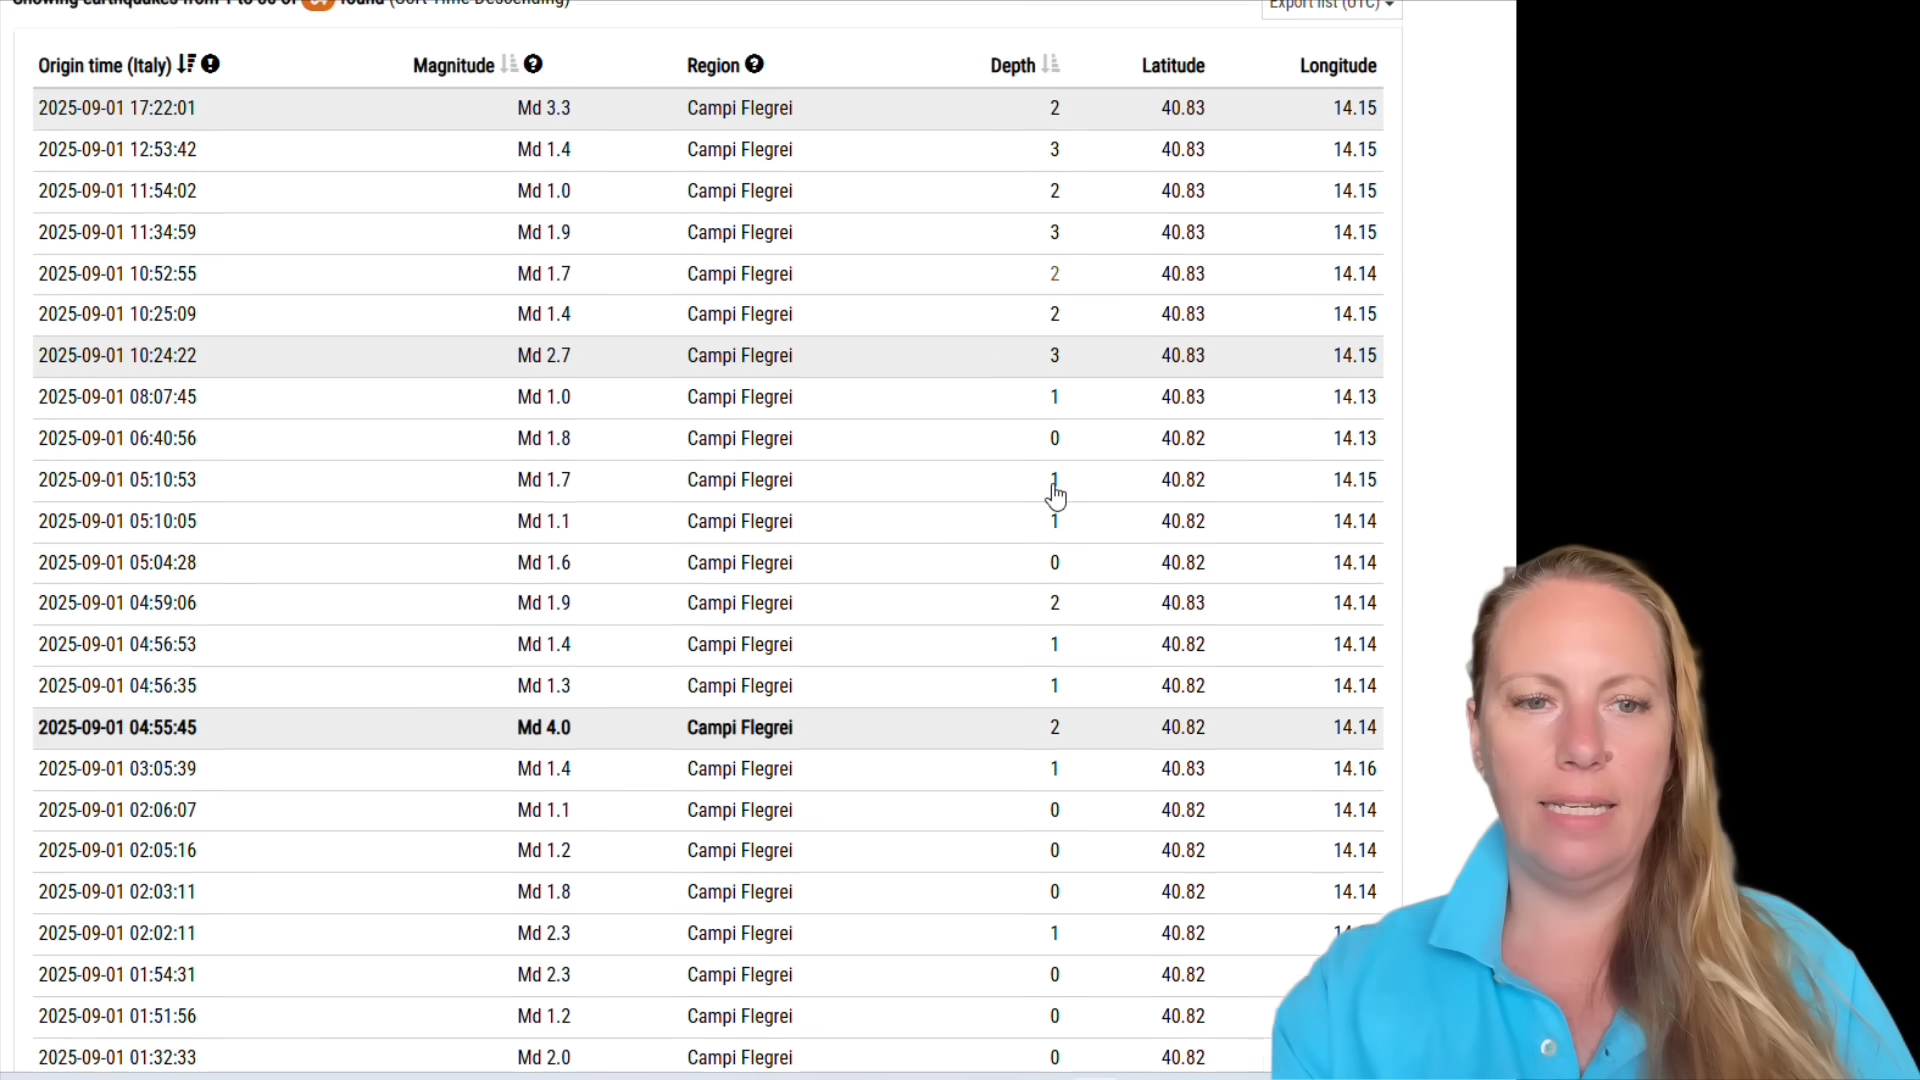 Showing earthquakes from 1 to 30 of found (Sort Time Descending)
Export list (UTC)
Origin time (Italy) Magnitude Region Depth Latitude Longitude
2025-09-01 17:22:01 Md 3.3 Campi Flegrei 2 40.83 14.15
2025-09-01 12:53:42 Md 1.4 Campi Flegrei 3 40.83 14.15
2025-09-01 11:54:02 Md 1.0 Campi Flegrei 2 40.83 14.15
2025-09-01 11:34:59 Md 1.9 Campi Flegrei 3 40.83 14.15
2025-09-01 10:52:55 Md 1.7 Campi Flegrei 2 40.83 14.14
2025-09-01 10:25:09 Md 1.4 Campi Flegrei 2 40.83 14.15
2025-09-01 10:24:22 Md 2.7 Campi Flegrei 3 40.83 14.15
2025-09-01 08:07:45 Md 1.0 Campi Flegrei 1 40.83 14.13
2025-09-01 06:40:56 Md 1.8 Campi Flegrei 0 40.82 14.13
2025-09-01 05:10:53 Md 1.7 Campi Flegrei 1 40.82 14.15
2025-09-01 05:10:05 Md 1.1 Campi Flegrei 1 40.82 14.14
2025-09-01 05:04:28 Md 1.6 Campi Flegrei 0 40.82 14.14
2025-09-01 04:59:06 Md 1.9 Campi Flegrei 2 40.83 14.14
2025-09-01 04:56:53 Md 1.4 Campi Flegrei 1 40.82 14.14
2025-09-01 04:56:35 Md 1.3 Campi Flegrei 1 40.82 14.14
2025-09-01 04:55:45 Md 4.0 Campi Flegrei 2 40.82 14.14
2025-09-01 03:05:39 Md 1.4 Campi Flegrei 1 40.83 14.16
2025-09-01 02:06:07 Md 1.1 Campi Flegrei 0 40.82 14.14
2025-09-01 02:05:16 Md 1.2 Campi Flegrei 0 40.82 14.14
2025-09-01 02:03:11 Md 1.8 Campi Flegrei 0 40.82 14.14
2025-09-01 02:02:11 Md 2.3 Campi Flegrei 1 40.82
2025-09-01 01:54:31 Md 2.3 Campi Flegrei 0 40.82
2025-09-01 01:51:56 Md 1.2 Campi Flegrei 0 40.82
2025-09-01 01:32:33 Md 2.0 Campi Flegrei 0 40.82